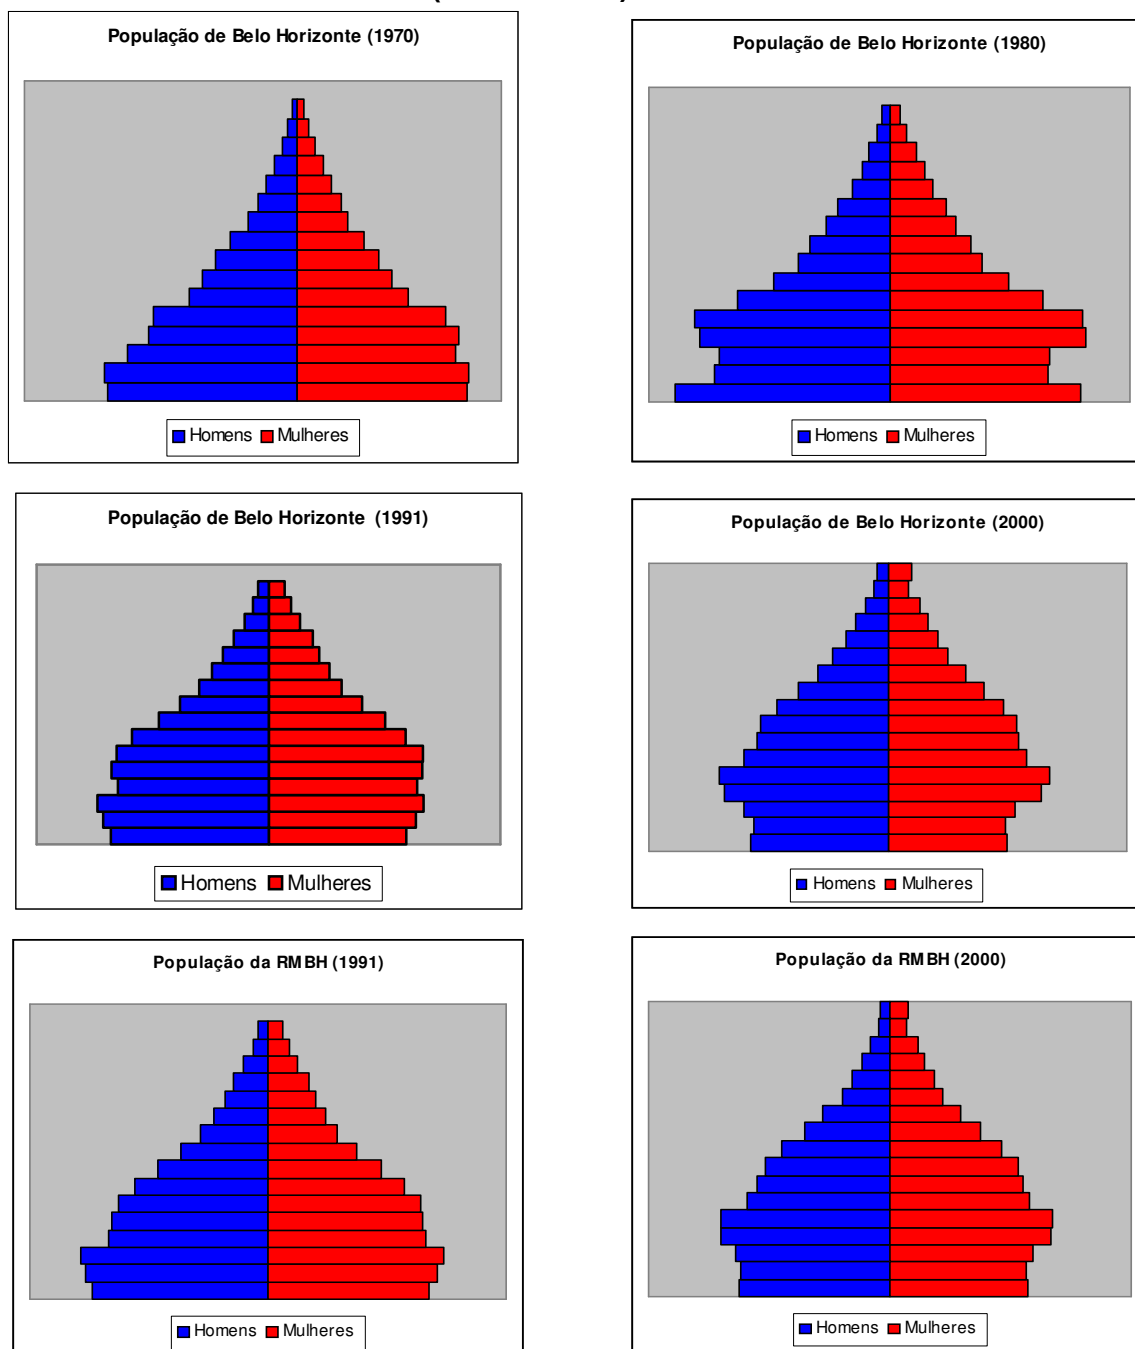 População de Belo Horizonte (1970)
Homens Mulheres
População de Belo Horizonte (1980)
Homens Mulheres
População de Belo Horizonte (1991)
Homens Mulheres
População de Belo Horizonte (2000)
Homens Mulheres
População da RMBH (1991)
Homens Mulheres
População da RMBH (2000)
Homens Mulheres